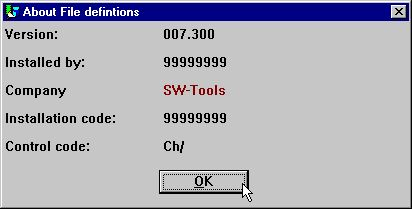 About File defintions
Version: 007.300
Installed by: 99999999
Company SW-Tools
Installation code: 99999999
Control code: Ch/
OK